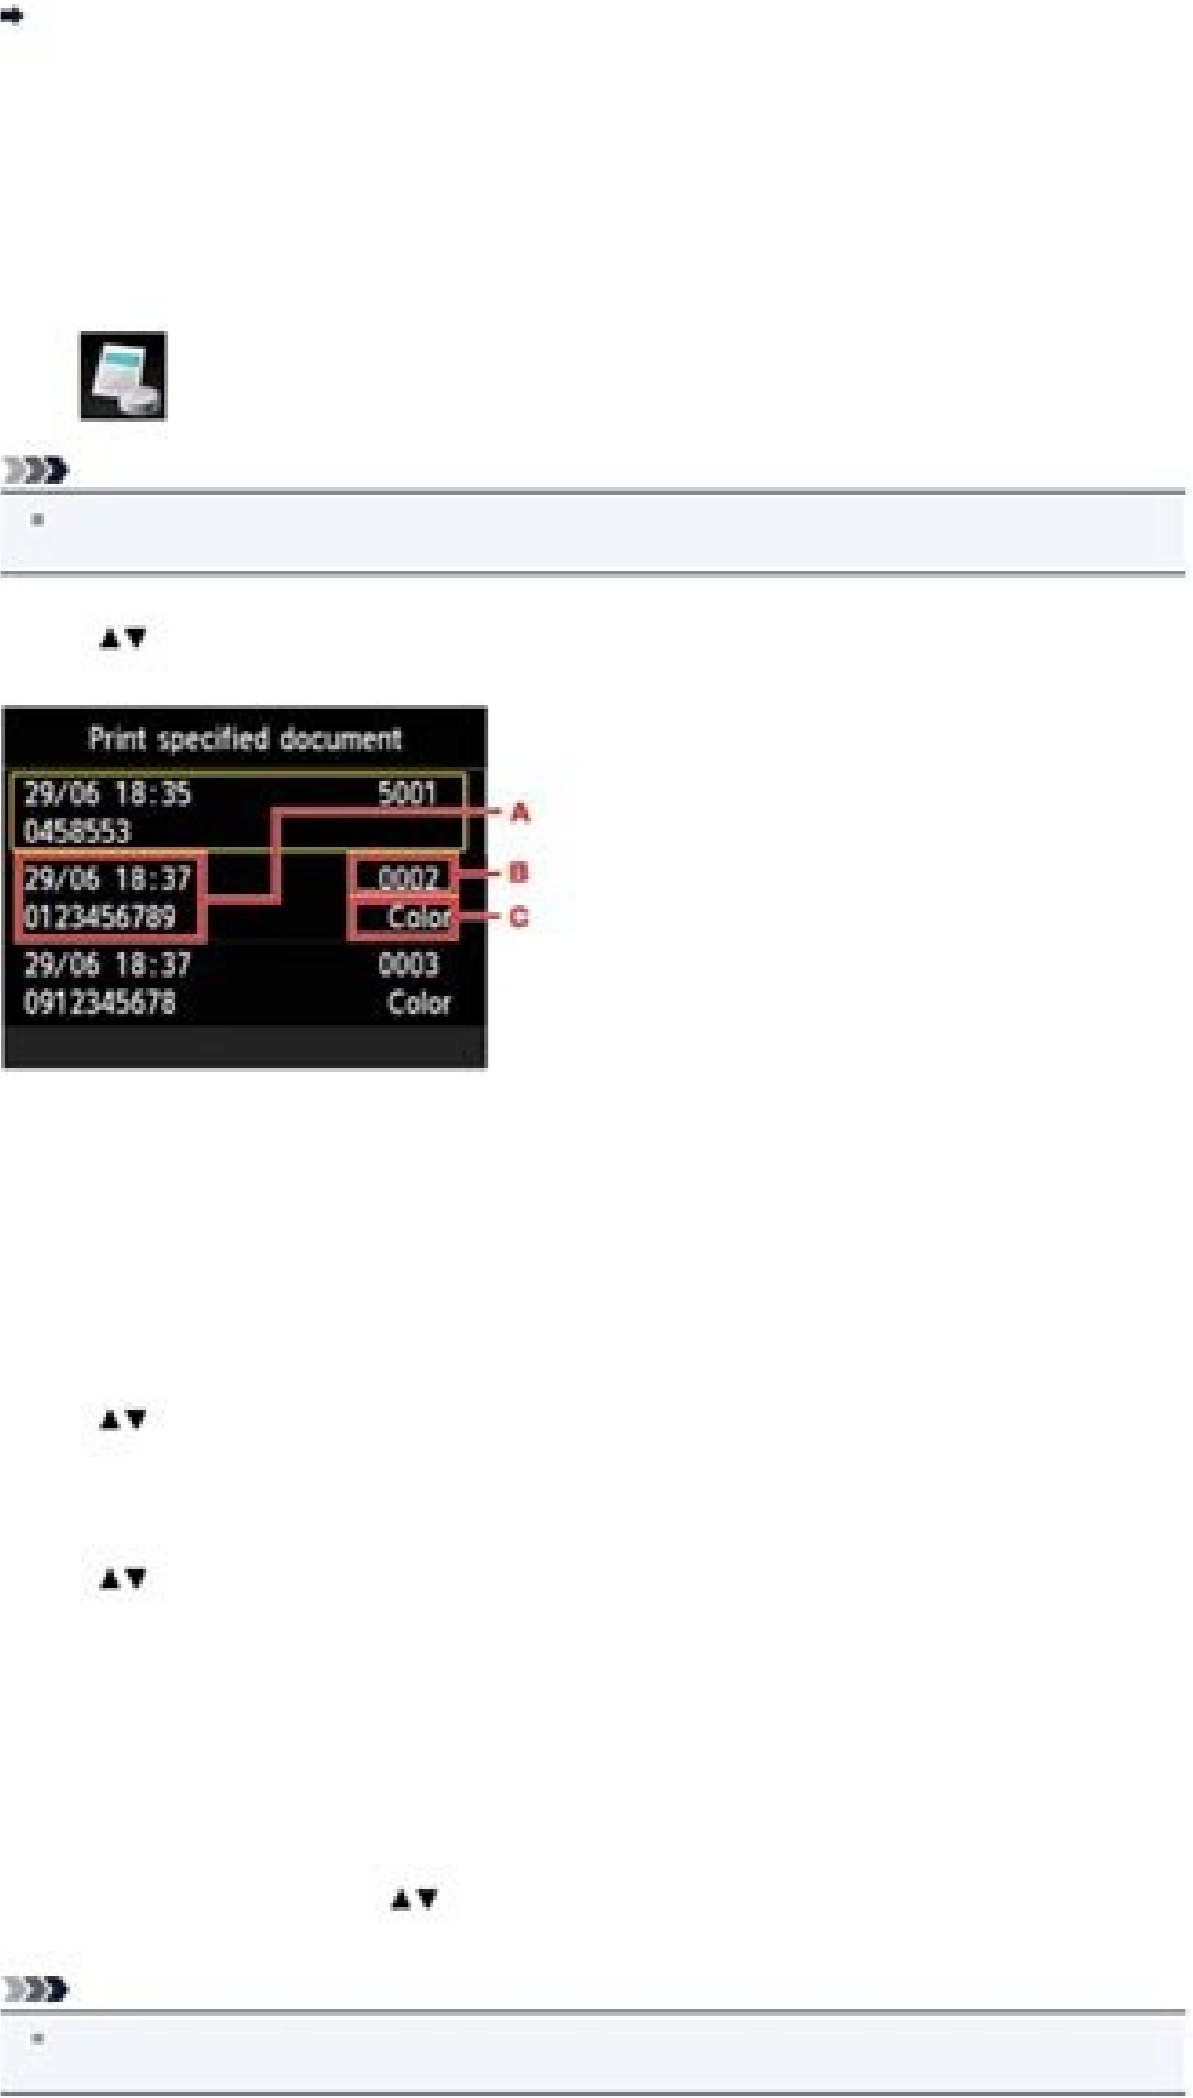 Print specified document
29/06 18:35 5001
0458553
A
29/06 18:37 0002
B
0123456789 Color
C
29/06 18:37 0003
0912345678 Color